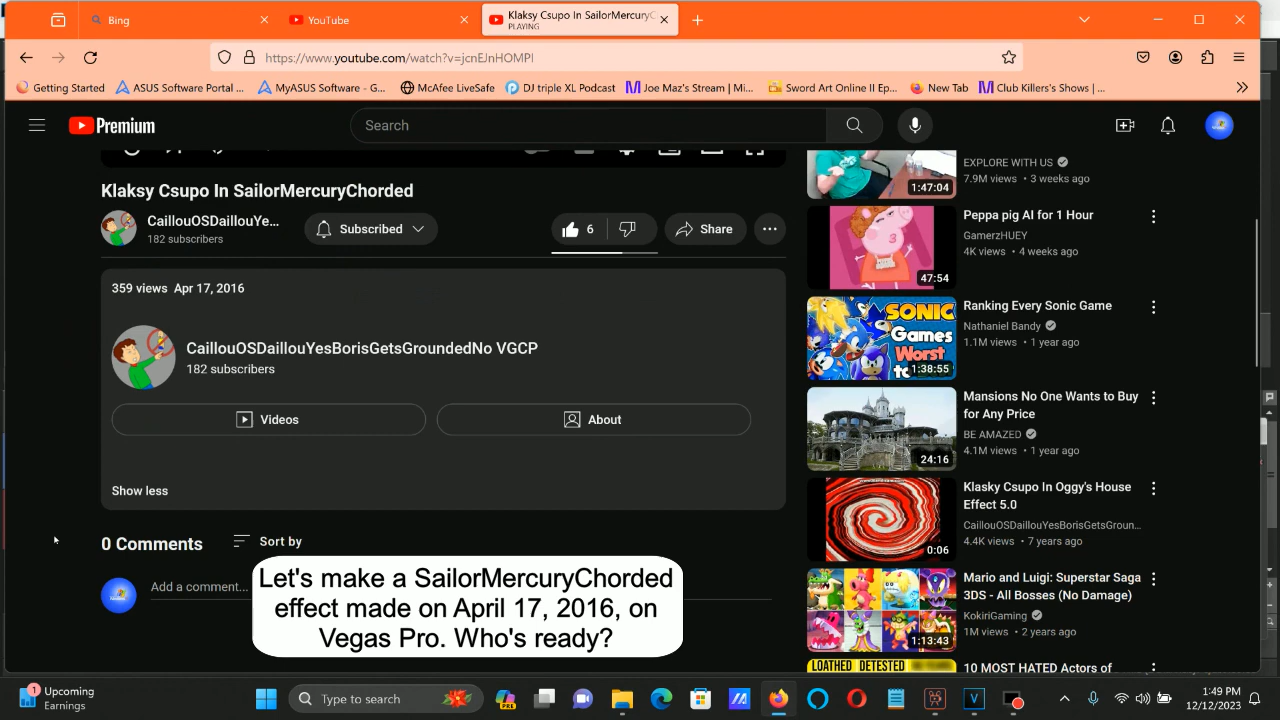 Bing
YouTube
Klaksy Csupo In SailorMercuryC
PLAYING
https://www.youtube.com/watch?v=jcnEJnHOMPI
Getting Started
ASUS Software Portal ...
MyASUS Software - G...
McAfee LiveSafe
DJ triple XL Podcast
Joe Maz's Stream | Mi...
Sword Art Online II Ep...
New Tab
Club Killers's Shows | ...
Premium
Search
Klaksy Csupo In SailorMercuryChorded
CaillouOSDaillouYe...
182 subscribers
Subscribed
6
Share
359 views Apr 17, 2016
CaillouOSDaillouYesBorisGetsGroundedNo VGCP
182 subscribers
Videos
About
Show less
0 Comments
Sort by
Add a comment...
Let's make a SailorMercuryChorded
effect made on April 17, 2016, on
Vegas Pro. Who's ready?
EXPLORE WITH US
7.9M views • 3 weeks ago
1:47:04
Peppa pig AI for 1 Hour
GamerzHUEY
4K views • 4 weeks ago
47:54
Ranking Every Sonic Game
Nathaniel Bandy
1.1M views • 1 year ago
SONIC
Games
Worst
to
1:38:55
Mansions No One Wants to Buy
for Any Price
BE AMAZED
4.1M views • 1 year ago
24:16
Klasky Csupo In Oggy's House
Effect 5.0
CaillouOSDaillouYesBorisGetsGroun...
4.4K views • 7 years ago
0:06
Mario and Luigi: Superstar Saga
3DS - All Bosses (No Damage)
KokiriGaming
1M views • 2 years ago
1:13:43
LOATHED DETESTED
10 MOST HATED Actors of
1
Upcoming
Earnings
Type to search
PRE
1:49 PM
12/12/2023